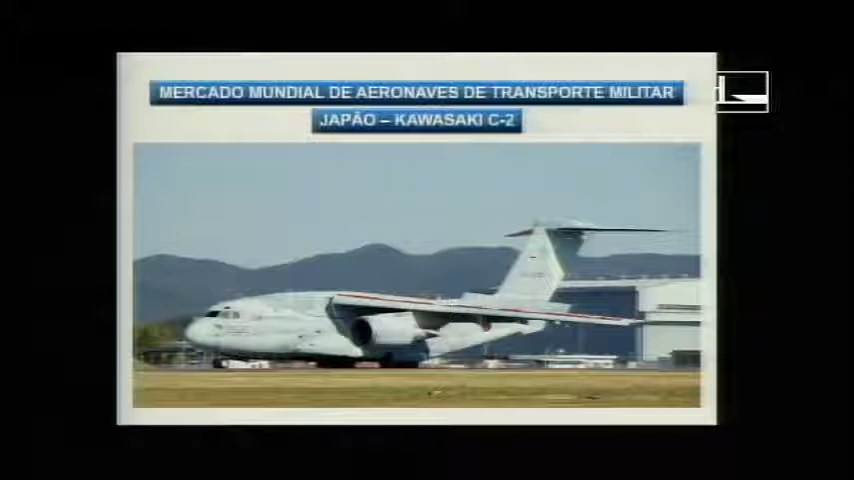 MERCADO MUNDIAL DE AERONAVES DE TRANSPORTE MILITAR
JAPÃO – KAWASAKI C-2